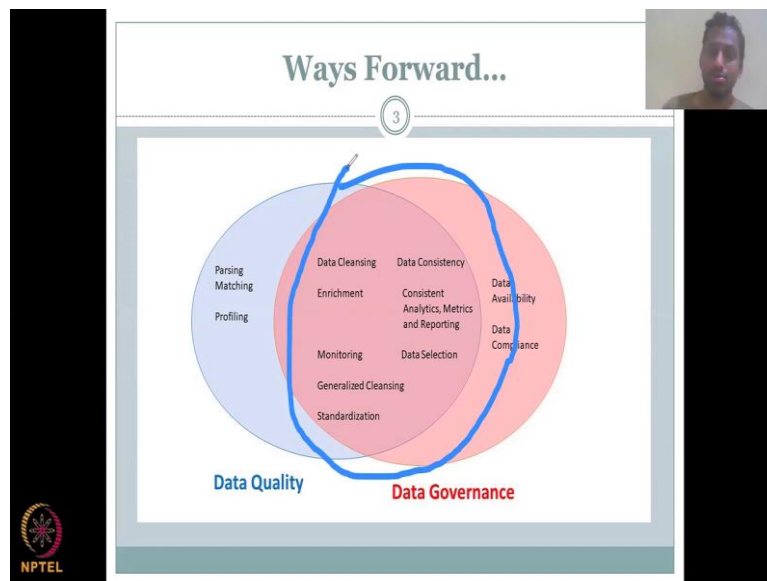 Ways Forward...
3
Parsing
Matching
Profiling
Data Cleansing
Enrichment
Monitoring
Generalized Cleansing
Standardization
Data Consistency
Consistent
Analytics, Metrics
and Reporting
Data Selection
Data
Availability
Data
Compliance
Data Quality
Data Governance
NPTEL